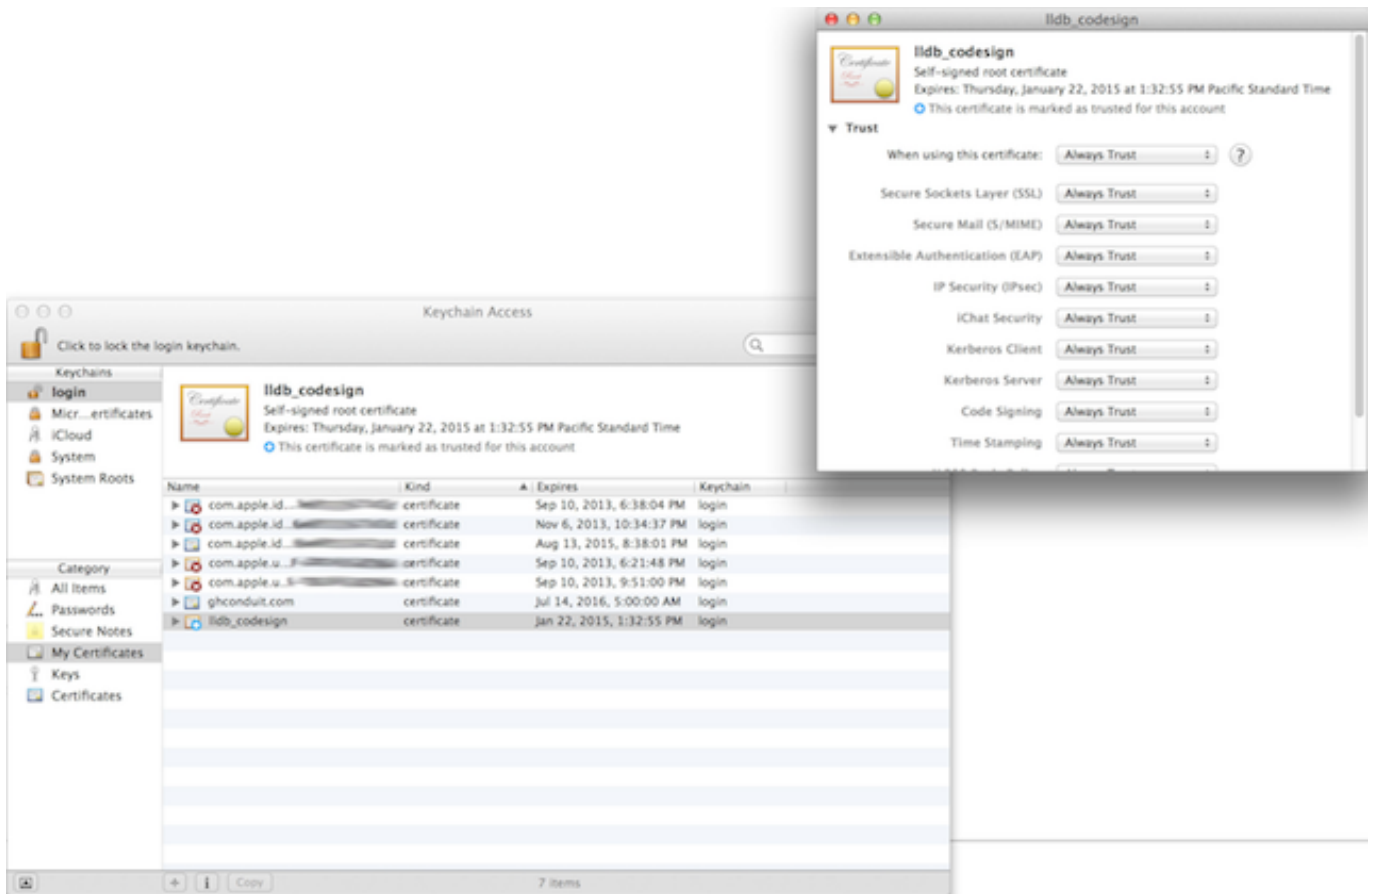 lldb_codesign
lldb_codesign
Self-signed root certificate
Expires: Thursday, January 22, 2015 at 1:32:55 PM Pacific Standard Time
This certificate is marked as trusted for this account
Trust
When using this certificate: Always Trust ?
Secure Sockets Layer (SSL) Always Trust
Secure Mail (S/MIME) Always Trust
Extensible Authentication (EAP) Always Trust
IP Security (IPsec) Always Trust
iChat Security Always Trust
Kerberos Client Always Trust
Kerberos Server Always Trust
Code Signing Always Trust
Time Stamping Always Trust
Keychain Access
Click to lock the login keychain.
Keychains
login
Micr...ertificates
iCloud
System
System Roots
Category
All Items
Passwords
Secure Notes
My Certificates
Keys
Certificates
Certificate
Root
lldb_codesign
Self-signed root certificate
Expires: Thursday, January 22, 2015 at 1:32:55 PM Pacific Standard Time
This certificate is marked as trusted for this account
Name Kind Expires Keychain
com.apple.id... certificate Sep 10, 2013, 6:38:04 PM login
com.apple.id... certificate Nov 6, 2013, 10:34:37 PM login
com.apple.id... certificate Aug 13, 2015, 8:38:01 PM login
com.apple.u... certificate Sep 10, 2013, 6:21:48 PM login
com.apple.u... certificate Sep 10, 2013, 9:51:00 PM login
ghconduit.com certificate Jul 14, 2016, 5:00:00 AM login
lldb_codesign certificate Jan 22, 2015, 1:32:55 PM login
+ i Copy 7 items